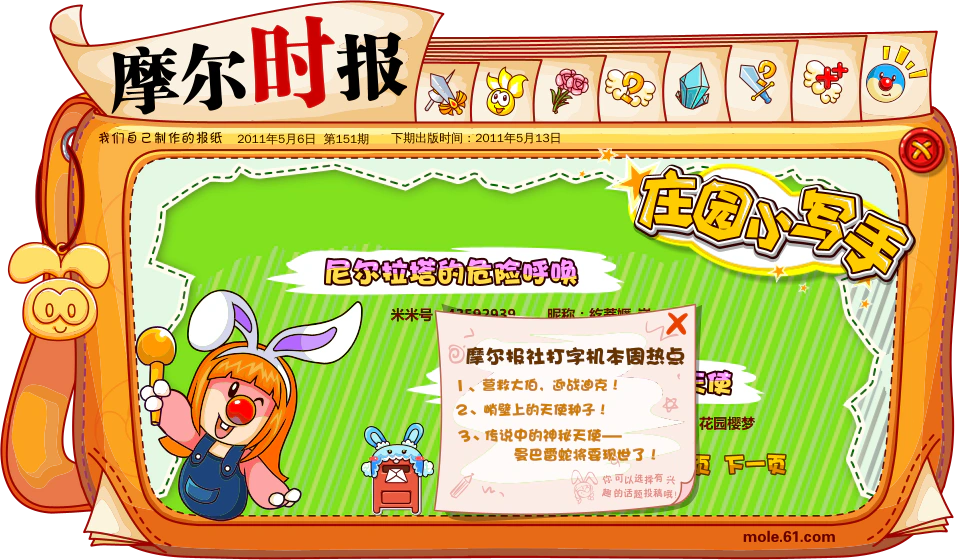 摩尔时报
我们自己制作的报纸 2011年5月6日 第151期 下期出版时间：2011年5月13日
庄园小写手
尼尔拉塔的危险呼唤
米米号
昵称：
摩尔报社打字机本周热点
1、营救大伯，迎战迪克！
2、峭壁上的天使种子！
3、传说中的神秘天使——
曼巴雷蛇将要现世了！
你可以选择有兴
趣的话题投稿哦！
天使
花园樱梦
页 下一页
mole.61.com